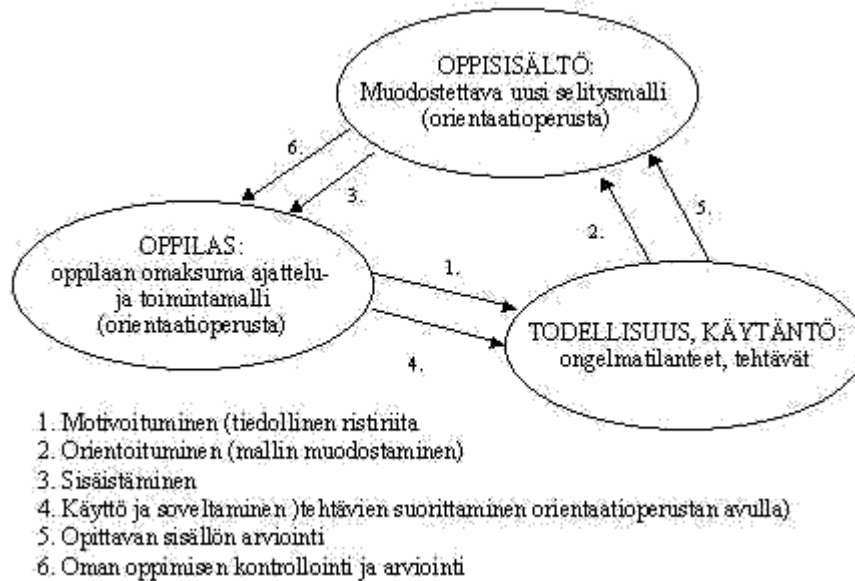 OPPISISÄLTÖ:
Muodostettava uusi selitysmalli
(orientaatioperusta)
6.
3.
5.
2.
OPPILAS:
oppilaan omaksuma ajattelu-
ja toimintamalli
(orientaatioperusta)
1.
4.
TODELLISUUS, KÄYTÄNTÖ:
ongelmatilanteet, tehtävät
1. Motivoituminen (tiedollinen ristiriita
2. Orientoituminen (mallin muodostaminen)
3. Sisäistäminen
4. Käyttö ja soveltaminen )tehtävien suorittaminen orientaatioperustan avulla)
5. Opittavan sisällön arviointi
6. Oman oppimisen kontrollointi ja arviointi